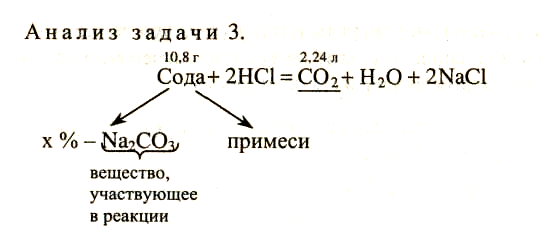 Анализ задачи 3.
10,8 г 2,24 л
Сода + 2HCl = CO₂ + H₂O + 2NaCl
x % – Na₂CO₃ примеси
вещество,
участвующее
в реакции